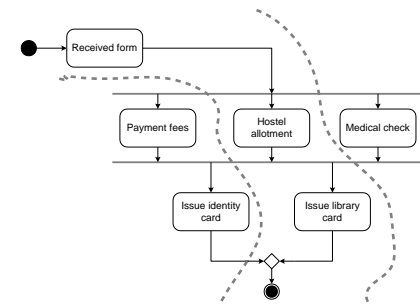 Received form
Payment fees
Hostel
allotment
Medical check
Issue identity
card
Issue library
card